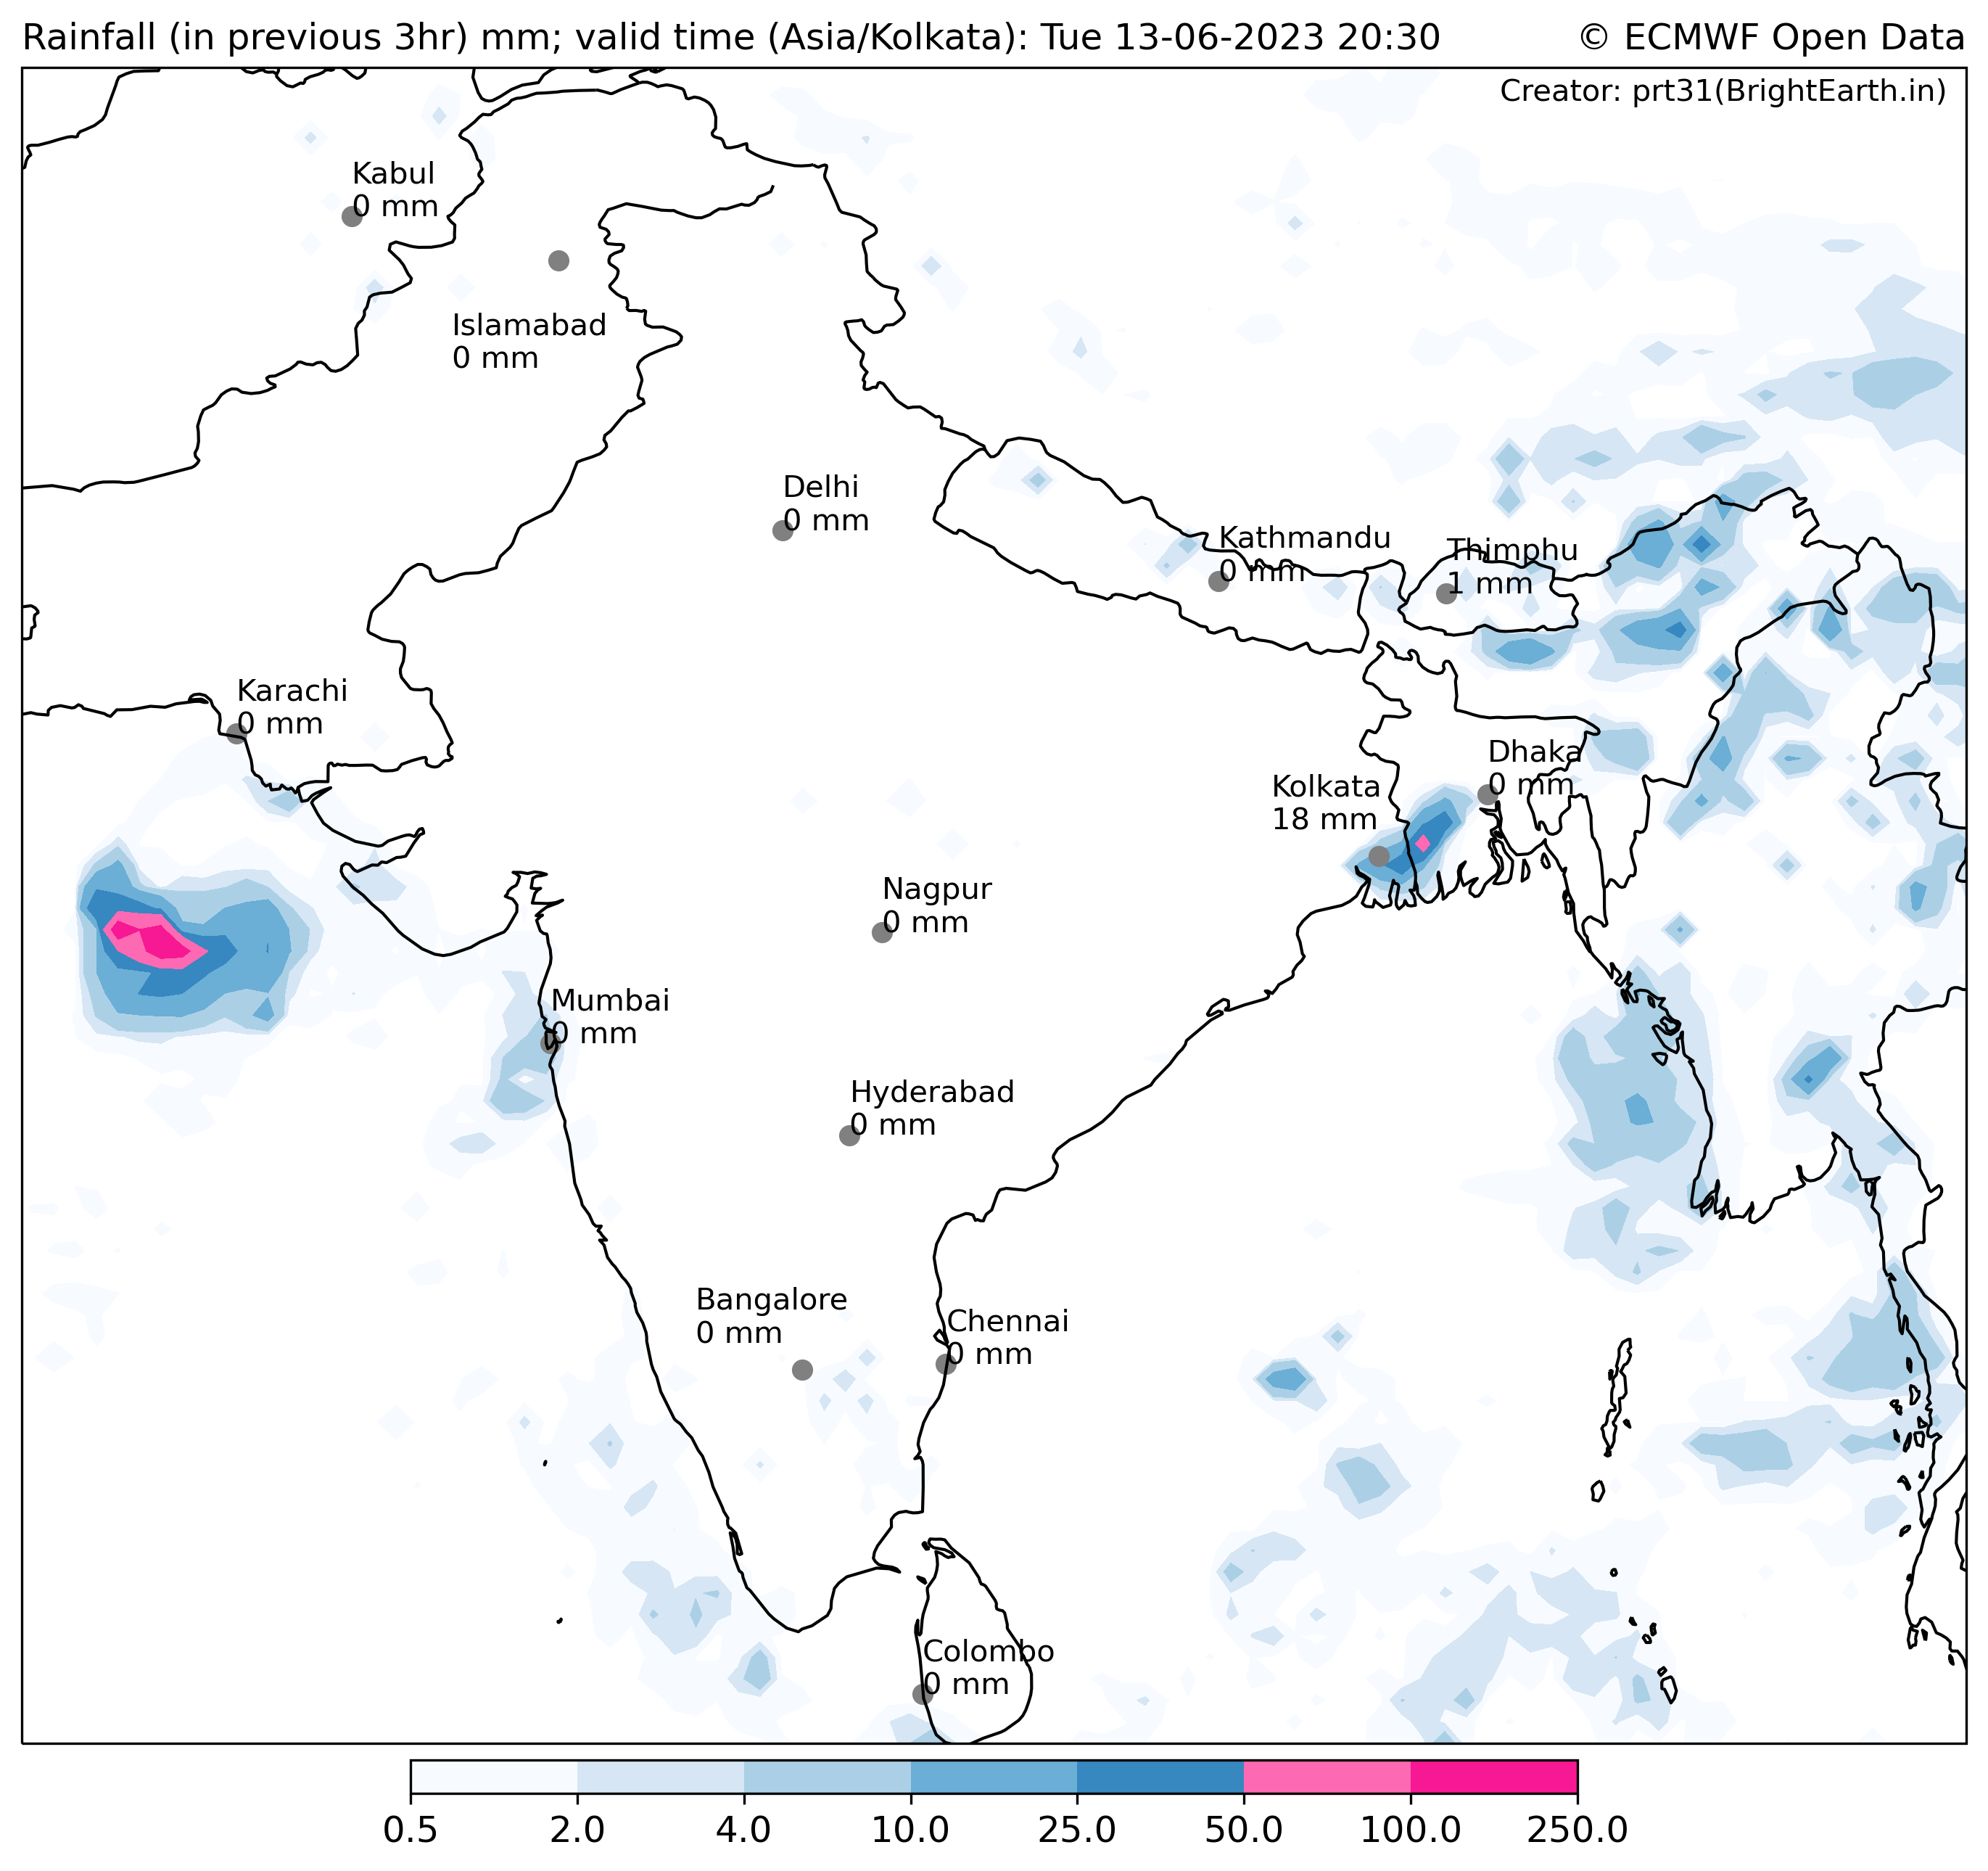 Rainfall (in previous 3hr) mm; valid time (Asia/Kolkata): Tue 13-06-2023 20:30
© ECMWF Open Data
Creator: prt31(BrightEarth.in)
Kabul
0 mm
Islamabad
0 mm
Delhi
0 mm
Kathmandu
0 mm
Thimphu
1 mm
Karachi
0 mm
Dhaka
0 mm
Kolkata
18 mm
Nagpur
0 mm
Mumbai
0 mm
Hyderabad
0 mm
Bangalore
0 mm
Chennai
0 mm
Colombo
0 mm
0.5 2.0 4.0 10.0 25.0 50.0 100.0 250.0